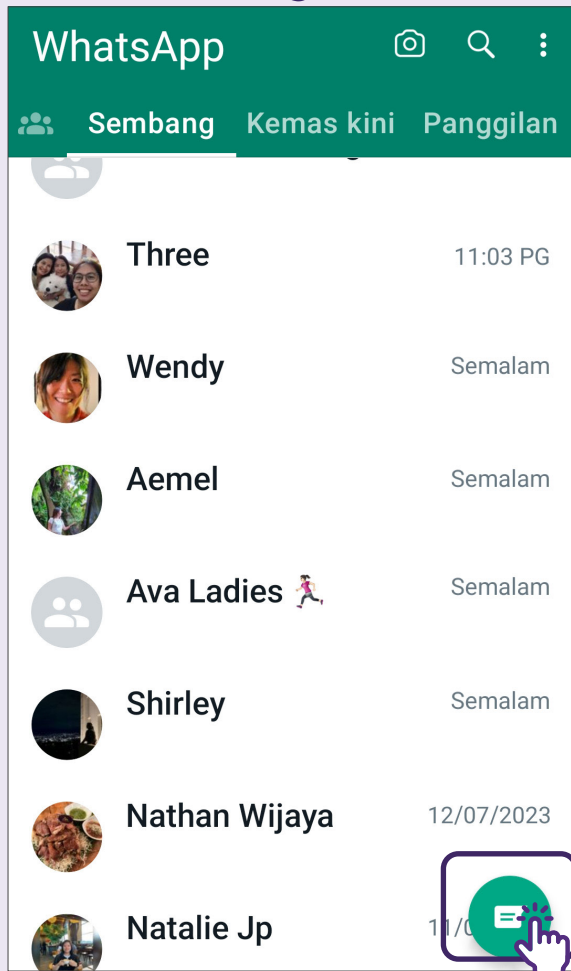 WhatsApp
Sembang Kemas kini Panggilan
Three 11:03 PG
Wendy Semalam
Aemel Semalam
Ava Ladies 🏃🏻‍♀️ Semalam
Shirley Semalam
Nathan Wijaya 12/07/2023
Natalie Jp